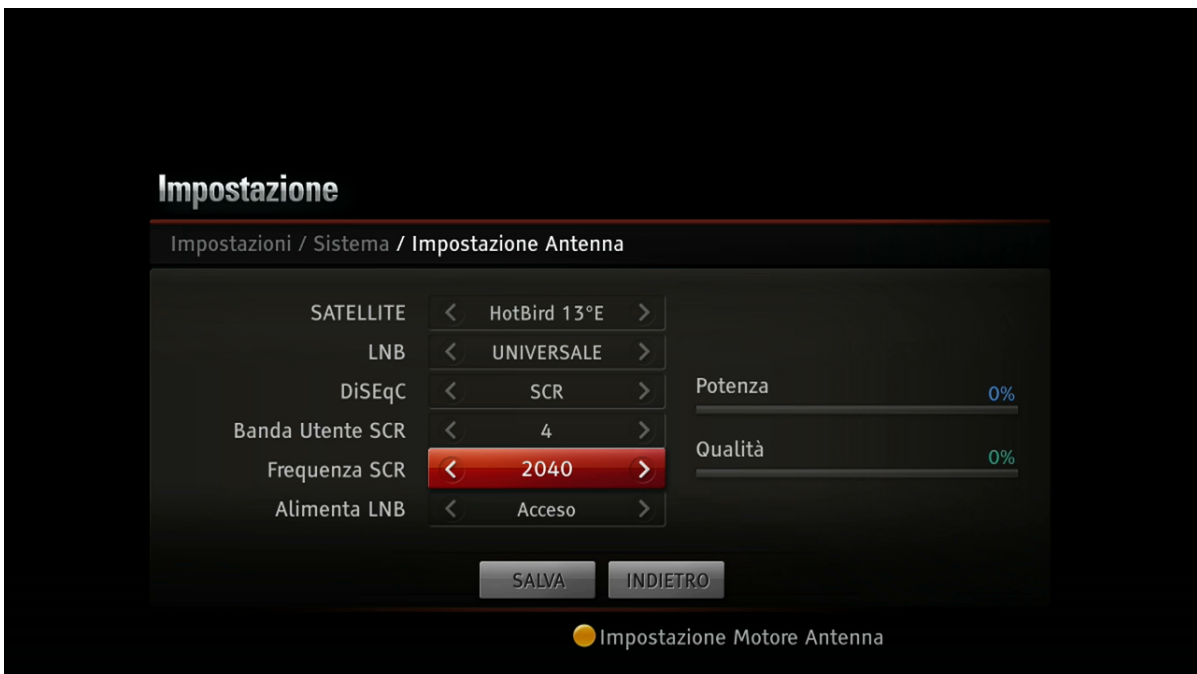 Impostazione
Impostazioni / Sistema / Impostazione Antenna
SATELLITE HotBird 13°E
LNB UNIVERSALE
DiSEqC SCR
Banda Utente SCR 4
Frequenza SCR 2040
Alimenta LNB Acceso
Potenza 0%
Qualità 0%
SALVA INDIETRO
Impostazione Motore Antenna